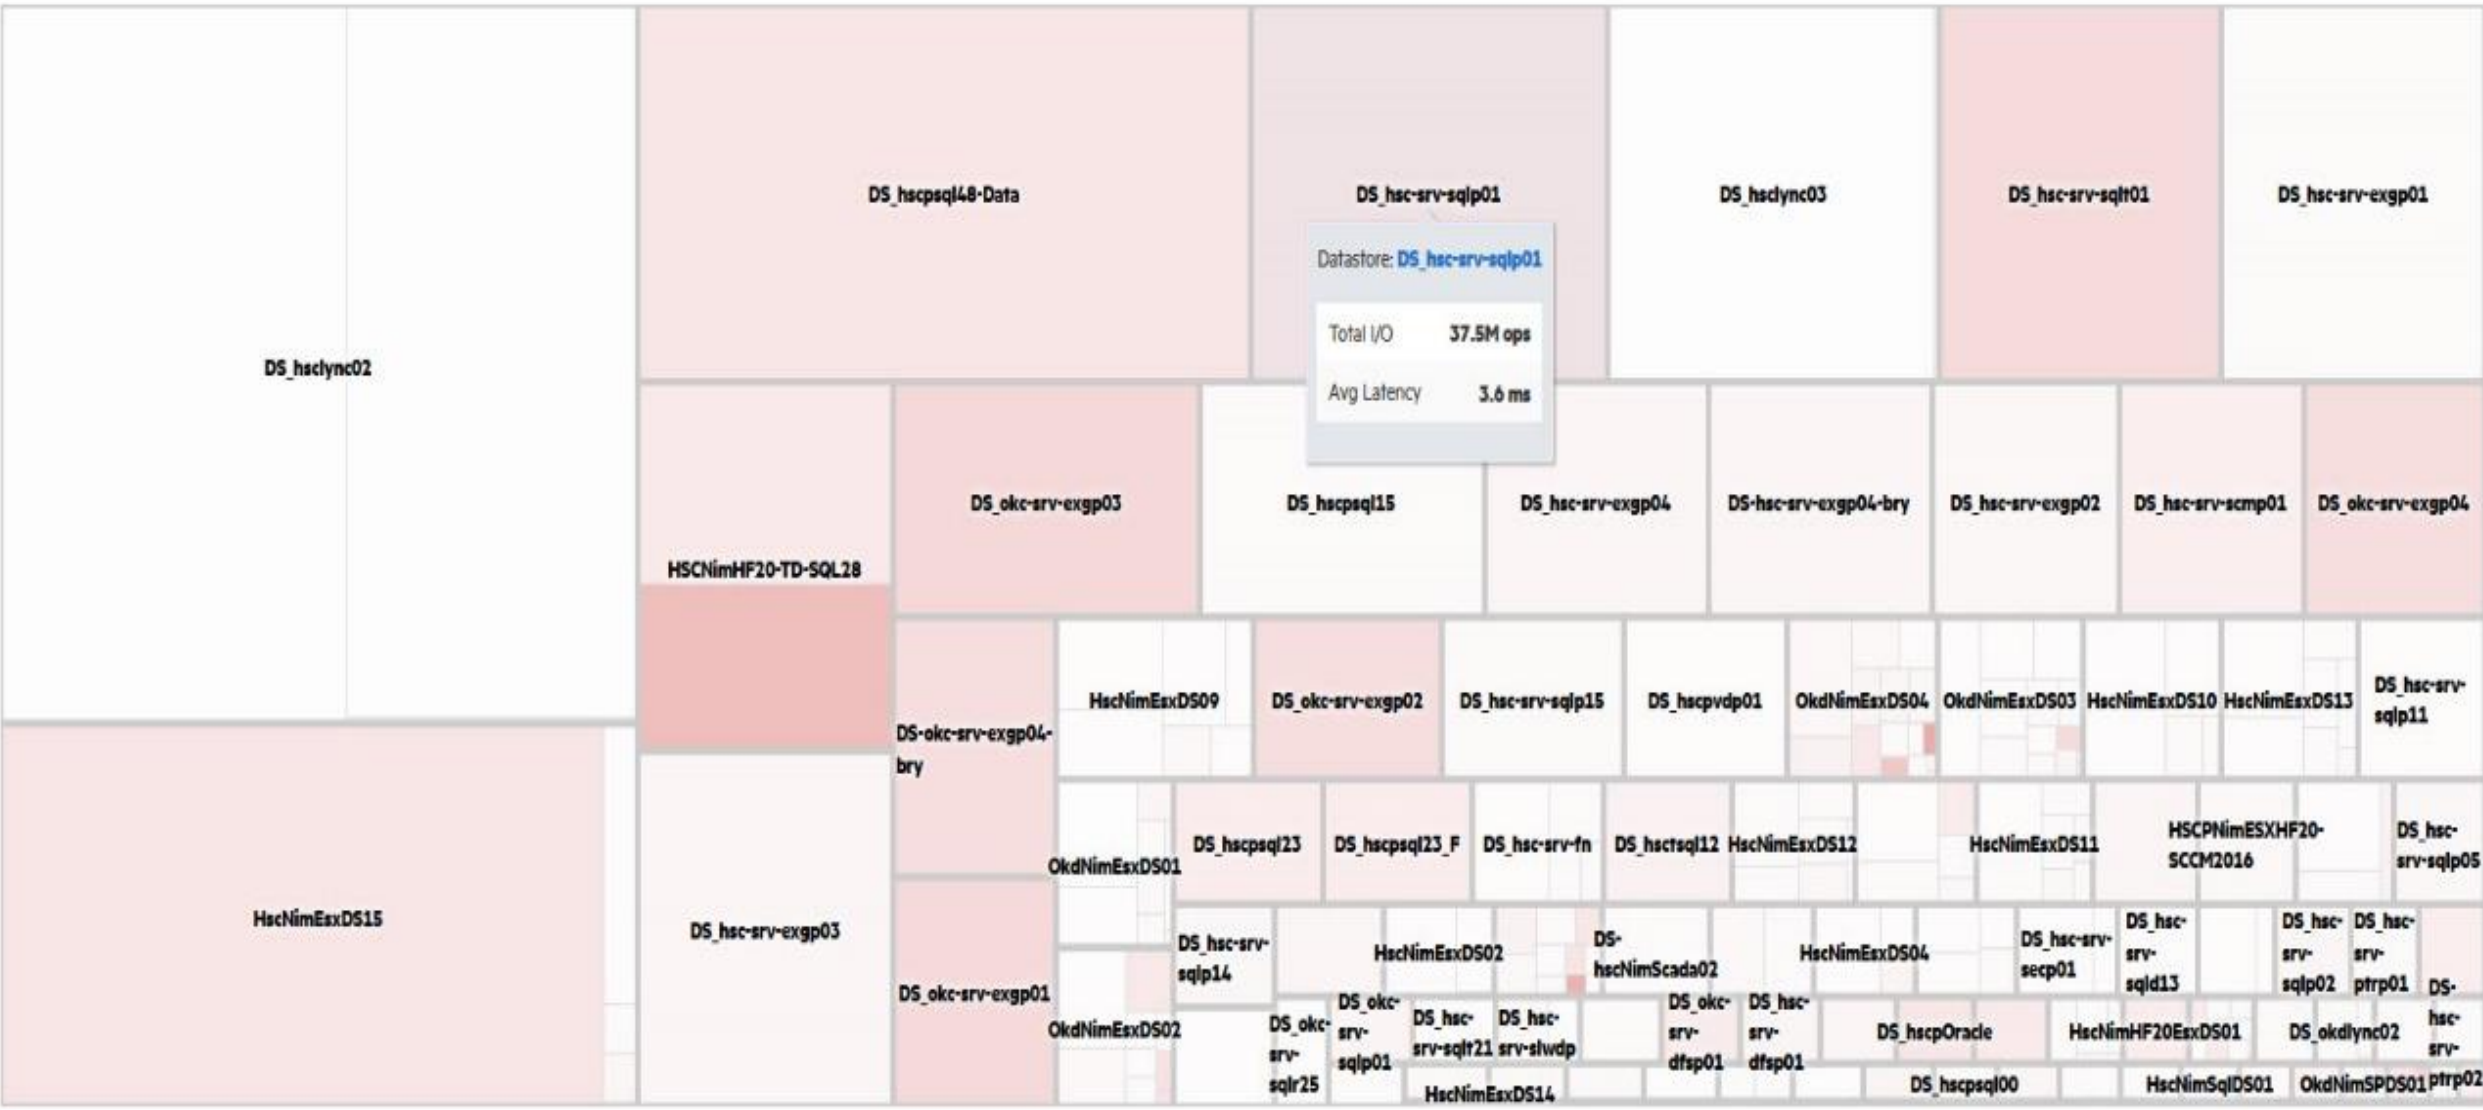 DS_hsclync02
DS_hscpsql48-Data
DS_hsc-srv-sqlp01
DS_hsclync03
DS_hsc-srv-sqlt01
DS_hsc-srv-exgp01
Datastore: DS_hsc-srv-sqlp01
Total I/O 37.5M ops
Avg Latency 3.6 ms
HSCNimHF20-TD-SQL28
DS_okc-srv-exgp03
DS_hscpsql15
DS_hsc-srv-exgp04
DS-hsc-srv-exgp04-bry
DS_hsc-srv-exgp02
DS_hsc-srv-scmp01
DS_okc-srv-exgp04
DS-okc-srv-exgp04-
bry
HscNimEsxDS09
DS_okc-srv-exgp02
DS_hsc-srv-sqlp15
DS_hscpvdp01
OkdNimEsxDS04
OkdNimEsxDS03
HscNimEsxDS10
HscNimEsxDS13
DS_hsc-srv-
sqlp11
HscNimEsxDS15
DS_hsc-srv-exgp03
DS_okc-srv-exgp01
OkdNimEsxDS01
DS_hscpsql23
DS_hscpsql23_F
DS_hsc-srv-fn
DS_hsctsql12
HscNimEsxDS12
HscNimEsxDS11
HSCPNimESXHF20-
SCCM2016
DS_hsc-
srv-sqlp05
OkdNimEsxDS02
DS_hsc-srv-
sqlp14
HscNimEsxDS02
DS-
hscNimScada02
HscNimEsxDS04
DS_hsc-srv-
secp01
DS_hsc-
srv-
sqld13
DS_hsc-
srv-
sqlp02
DS_hsc-
srv-
ptrp01
DS-
hsc-
srv-
ptrp02
DS_okc-
srv-
sqlr25
DS_okc-
srv-
sqlp01
DS_hsc-
srv-sqlt21
DS_hsc-
srv-slwdp
DS_okc-
srv-
dfsp01
DS_hsc-
srv-
dfsp01
DS_hscpOracle
HscNimHF20EsxDS01
DS_okdlync02
HscNimEsxDS14
DS_hscpsql00
HscNimSqlDS01
OkdNimSPDS01